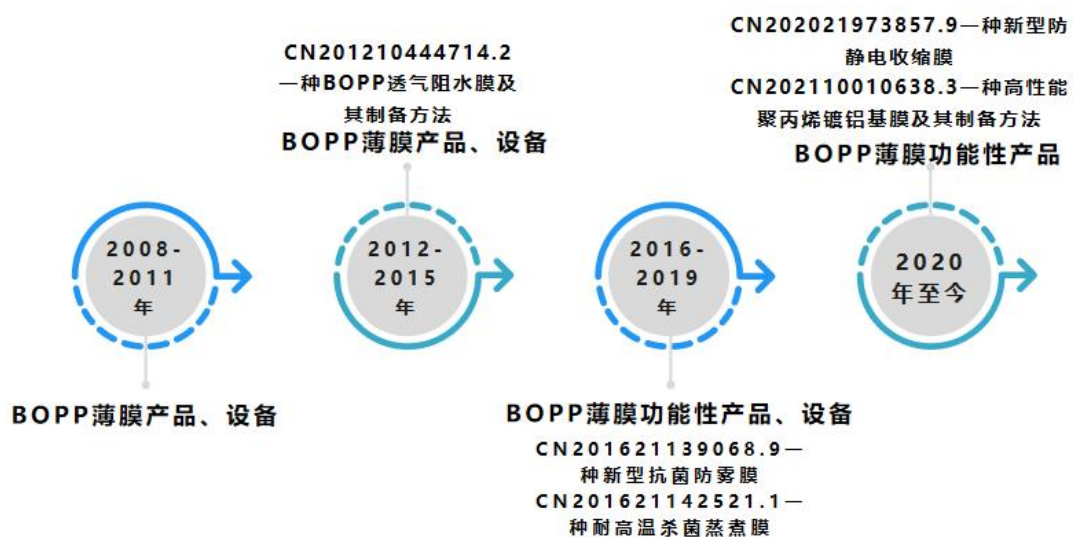 CN201210444714.2
一种BOPP透气阻水膜及
其制备方法
BOPP薄膜产品、设备
CN202021973857.9一种新型防
静电收缩膜
CN202110010638.3一种高性能
聚丙烯镀铝基膜及其制备方法
BOPP薄膜功能性产品
2008-
2011
年
2012-
2015
年
2016-
2019
年
2020
年至今
BOPP薄膜产品、设备
BOPP薄膜功能性产品、设备
CN201621139068.9一
种新型抗菌防雾膜
CN201621142521.1一
种耐高温杀菌蒸煮膜